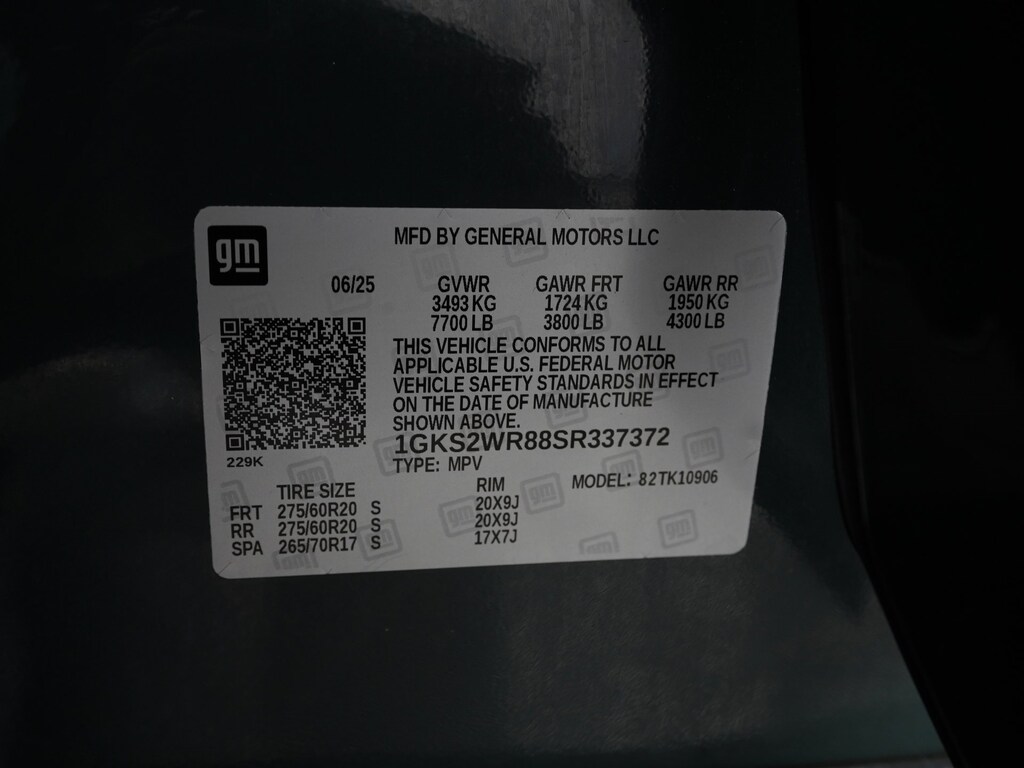 gm
MFD BY GENERAL MOTORS LLC
06/25 GVWR GAWR FRT GAWR RR
3493 KG 1724 KG 1950 KG
7700 LB 3800 LB 4300 LB
THIS VEHICLE CONFORMS TO ALL
APPLICABLE U.S. FEDERAL MOTOR
VEHICLE SAFETY STANDARDS IN EFFECT
ON THE DATE OF MANUFACTURE
SHOWN ABOVE.
1GKS2WR88SR337372
229K
TYPE: MPV
MODEL: 82TK10906
TIRE SIZE RIM
FRT 275/60R20 S 20X9J
RR 275/60R20 S 20X9J
SPA 265/70R17 S 17X7J